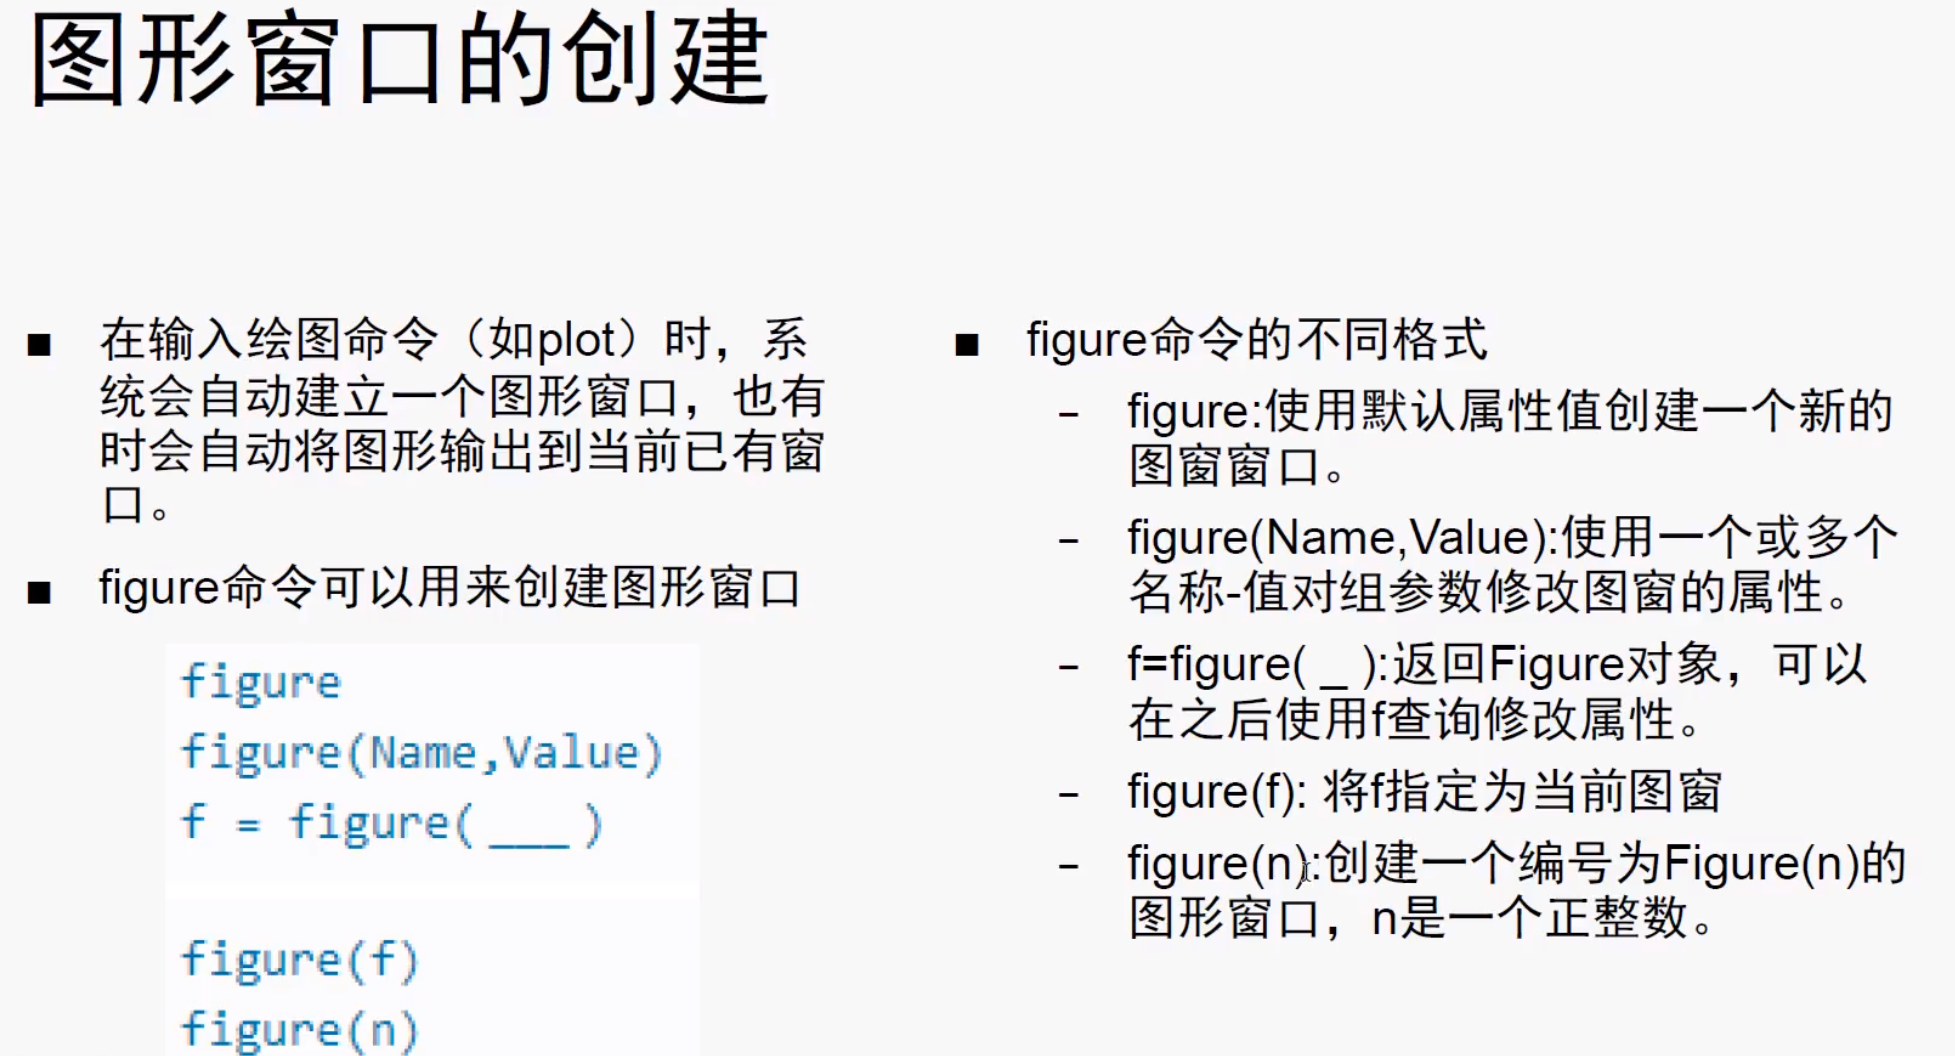 图形窗口的创建
■ 在输入绘图命令（如plot）时，系
统会自动建立一个图形窗口，也有
时会自动将图形输出到当前已有窗
口。
■ figure命令可以用来创建图形窗口
figure
figure(Name,Value)
f = figure( ___ )
figure(f)
figure(n)
■ figure命令的不同格式
– figure:使用默认属性值创建一个新的
图窗窗口。
– figure(Name,Value):使用一个或多个
名称-值对组参数修改图窗的属性。
– f=figure( _ ):返回Figure对象，可以
在之后使用f查询修改属性。
– figure(f): 将f指定为当前图窗
– figure(n):创建一个编号为Figure(n)的
图形窗口，n是一个正整数。